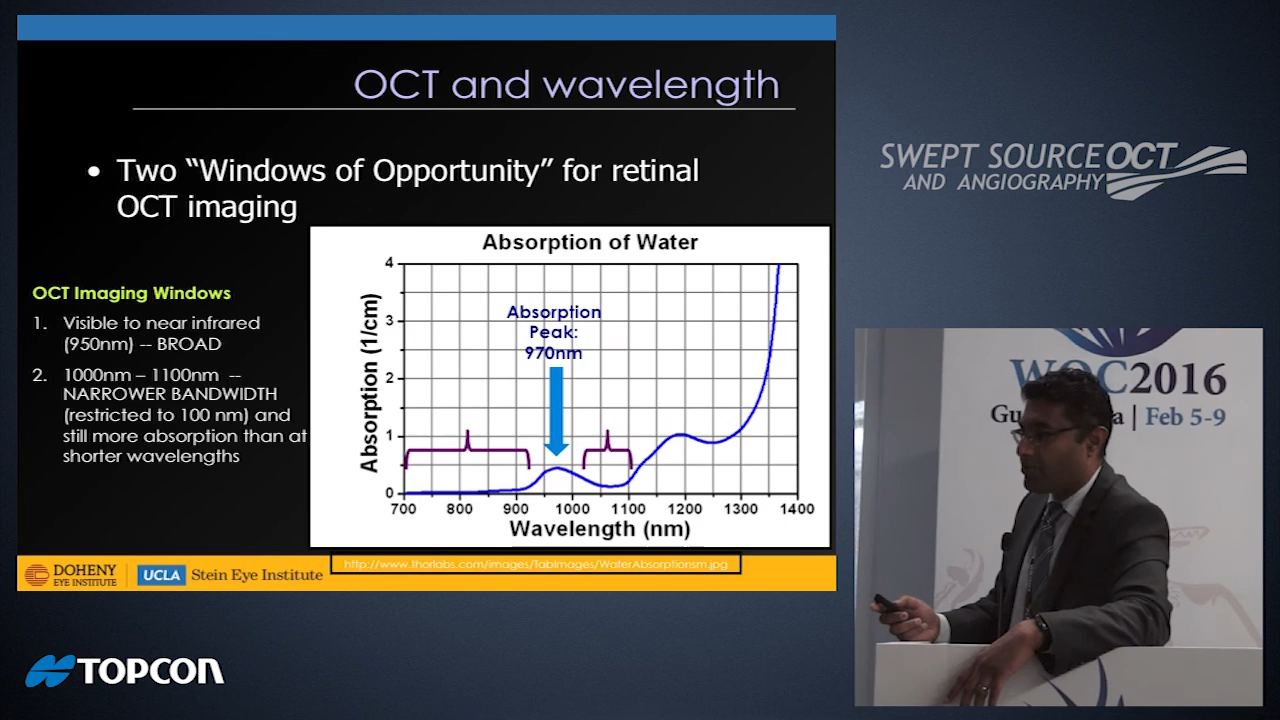 OCT and wavelength
• Two “Windows of Opportunity” for retinal
OCT imaging
OCT Imaging Windows
1. Visible to near infrared
(950nm) -- BROAD
2. 1000nm – 1100nm --
NARROWER BANDWIDTH
(restricted to 100 nm) and
still more absorption than at
shorter wavelengths
Absorption of Water
Absorption (1/cm)
4
3
2
1
0
Absorption
Peak:
970nm
700 800 900 1000 1100 1200 1300 1400
Wavelength (nm)
http://www.thorlabs.com/images/TabImages/WaterAbsorptionsm.jpg
DOHENY
EYE INSTITUTE
UCLA Stein Eye Institute
TOPCON
SWEPT SOURCE OCT
AND ANGIOGRAPHY
2016
| Feb 5-9